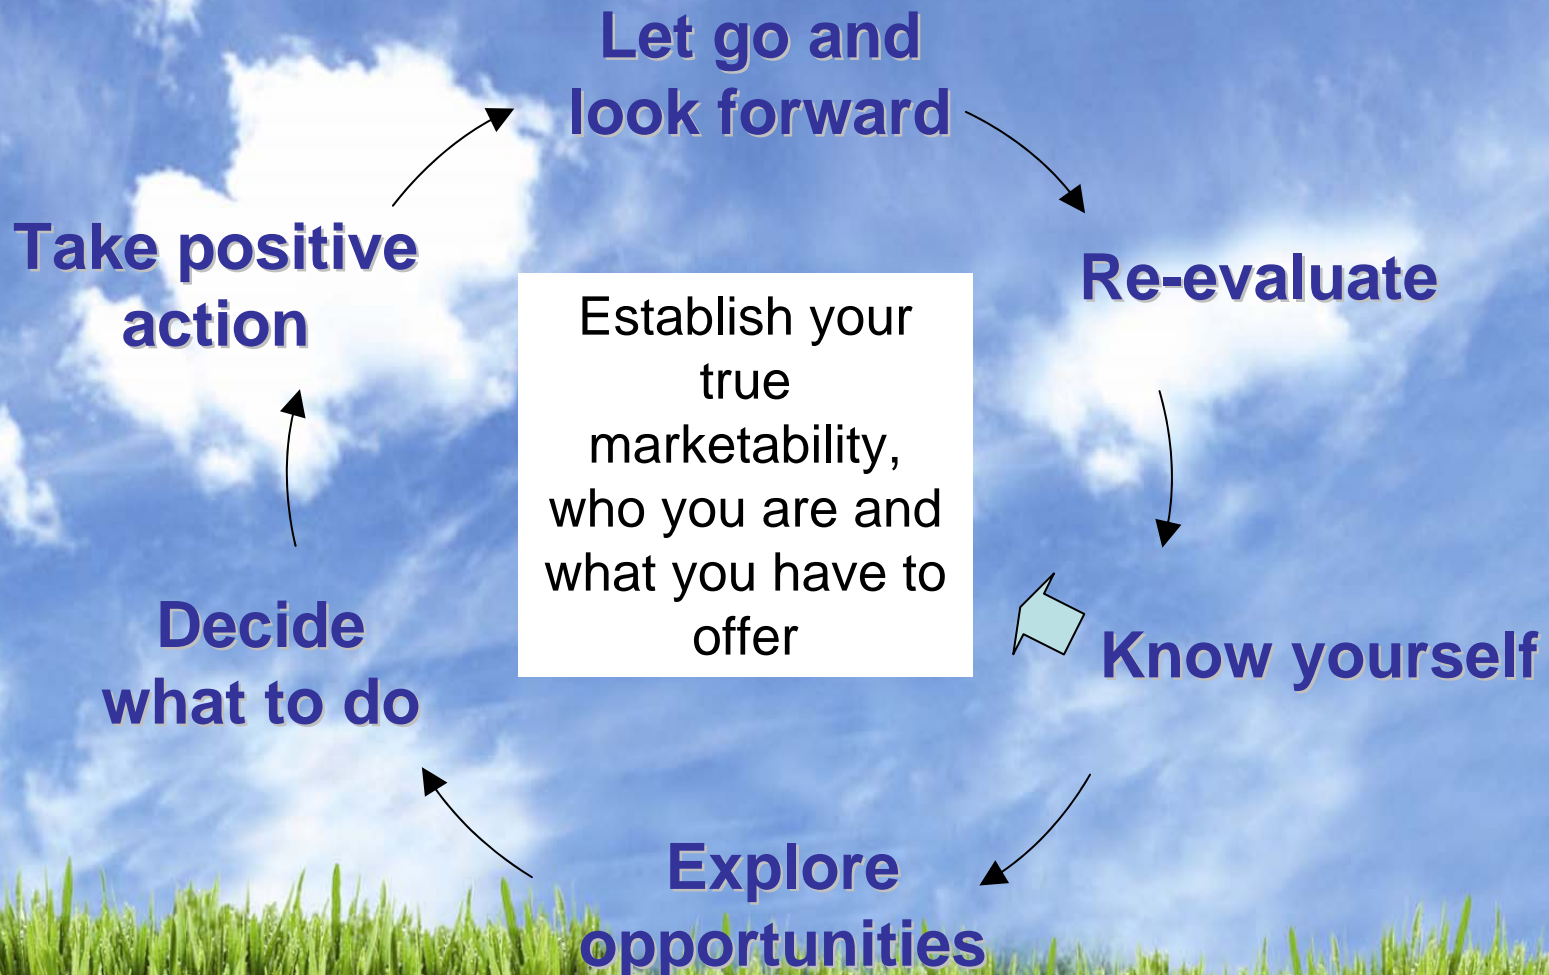 Let go and
look forward
Re-evaluate
Know yourself
Explore
opportunities
Decide
what to do
Take positive
action
Establish your
true
marketability,
who you are and
what you have to
offer